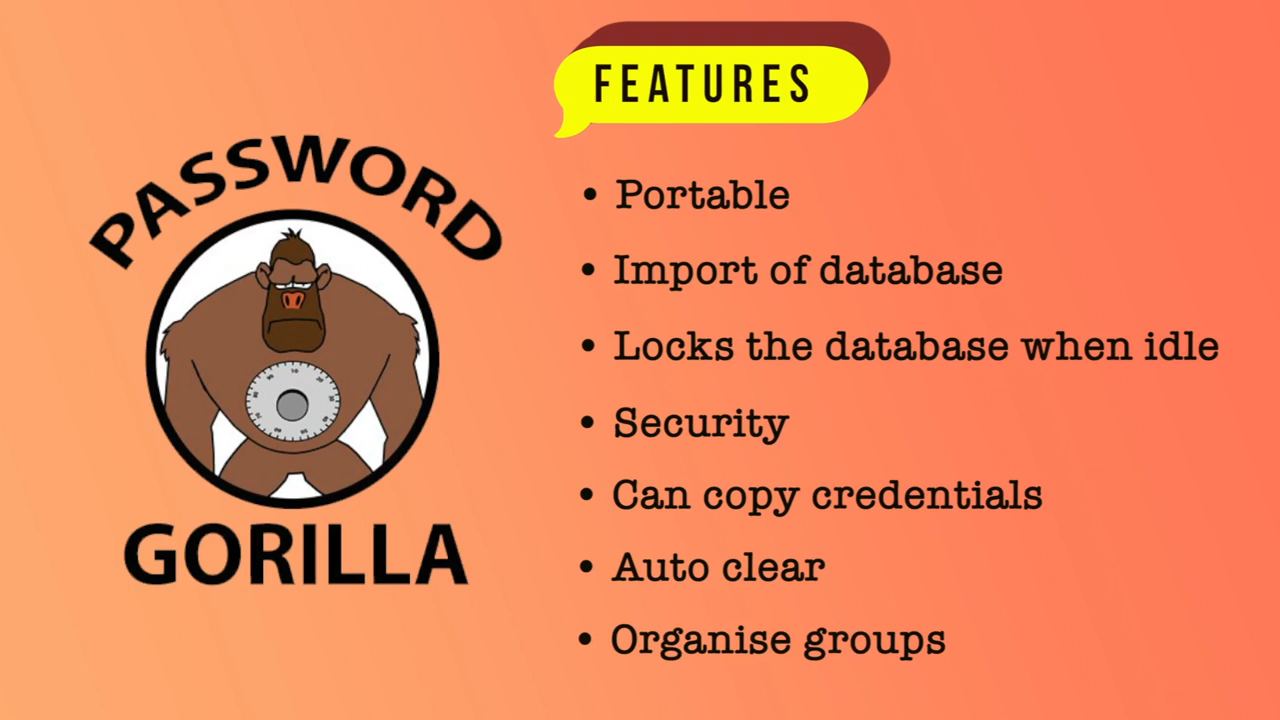 PASSWORD
GORILLA
FEATURES
• Portable
• Import of database
• Locks the database when idle
• Security
• Can copy credentials
• Auto clear
• Organise groups